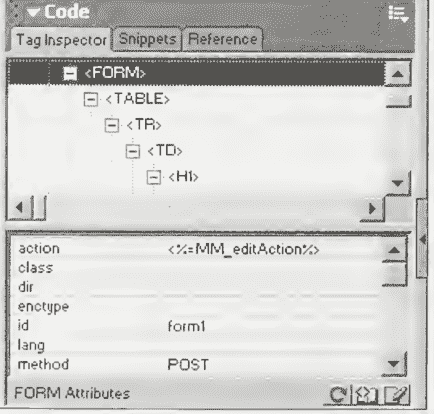 Code
Tag Inspector Snippets Reference
<FORM>
<TABLE>
<TR>
<TD>
<H1>
action <%=MM_editAction%>
class
dir
enctype
id form1
lang
method POST
FORM Attributes